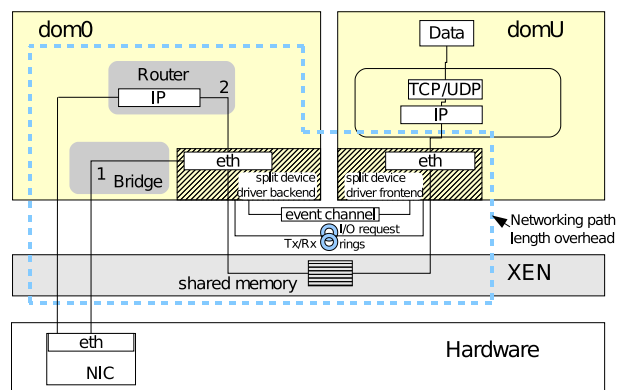 dom0
domU
Data
Router
2
IP
TCP/UDP
IP
1
Bridge
eth
eth
split device
driver backend
split device
driver frontend
event channel
I/O request
Tx/Rx
rings
Networking path
length overhead
shared memory
XEN
eth
NIC
Hardware